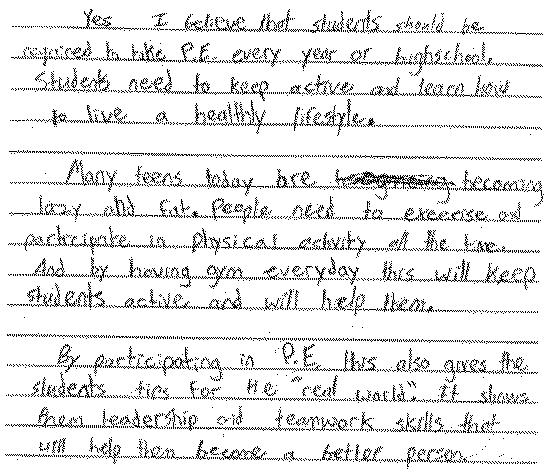 Yes I believe that students should be
required to take P.E. every year or highschool.
Students need to keep active and learn how
to live a healthly lifestyle.
Many teens today are becoming
lazy and fat. People need to exercise and
participate in physical activity all the time.
And by having gym everyday this will keep
students active and will help them.
By participating in P.E this also gives the
students tips for the "real world". It shows
them leadership and teamwork skills that
will help them become a better person.